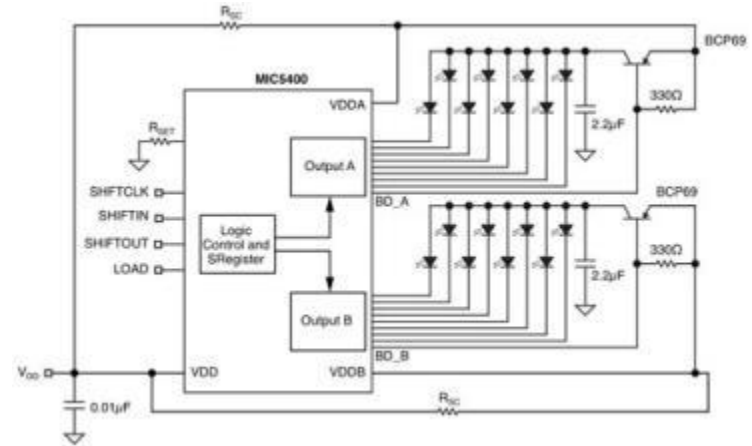 RSC
BCP69
MIC5400
VDDA
330Ω
2.2μF
RSET
Output A
BD_A
SHFTCLK
SHIFTIN
SHIFTOUT
LOAD
Logic
Control and
SRegister
BCP69
330Ω
2.2μF
Output B
BD_B
VDD
VDD
VDDB
0.01μF
RSC